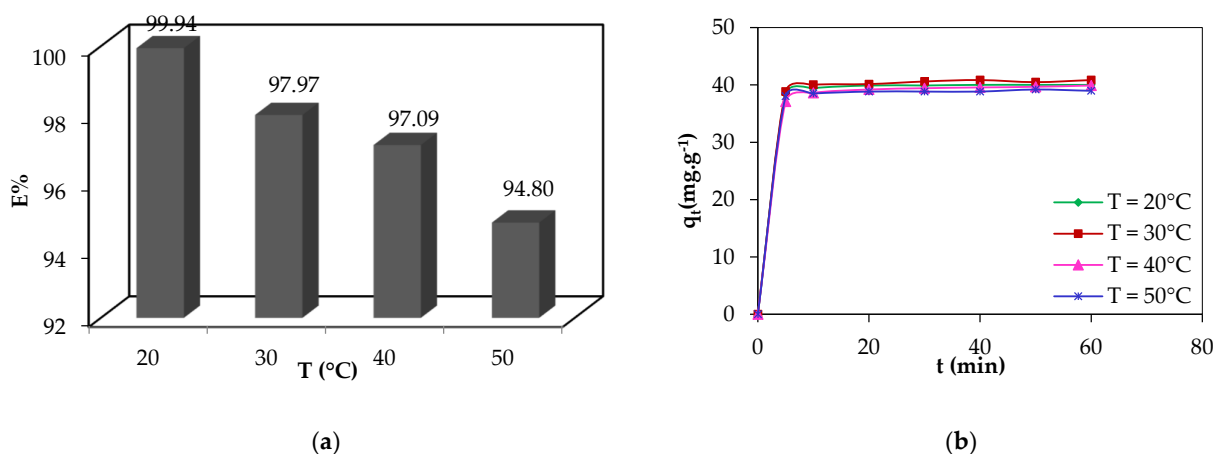 99.94
97.97
97.09
94.80
100
98
96
94
92
E%
20 30 40 50
T (°C)
(a)
50
40
30
20
10
0
qt(mg.g-1)
T = 20°C
T = 30°C
T = 40°C
T = 50°C
0 20 40 60 80
t (min)
(b)